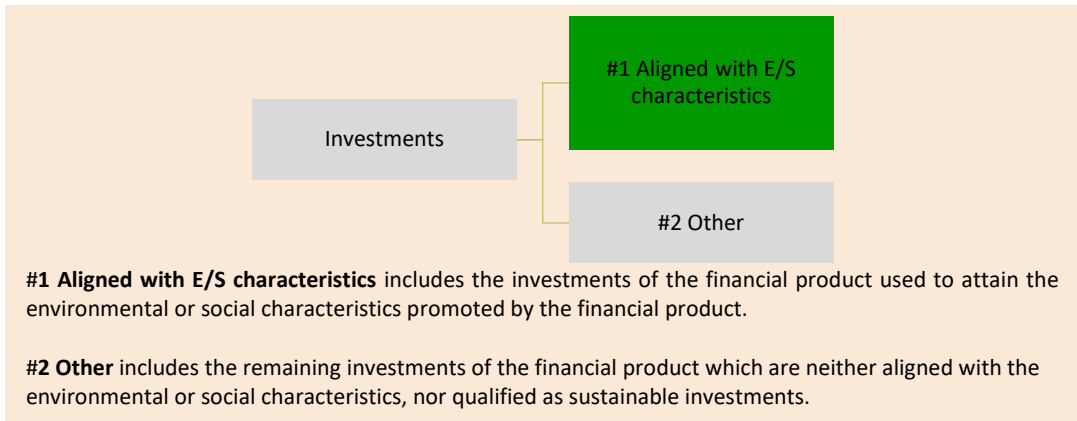 #1 Aligned with E/S
characteristics
Investments
#2 Other
#1 Aligned with E/S characteristics includes the investments of the financial product used to attain the
environmental or social characteristics promoted by the financial product.
#2 Other includes the remaining investments of the financial product which are neither aligned with the
environmental or social characteristics, nor qualified as sustainable investments.